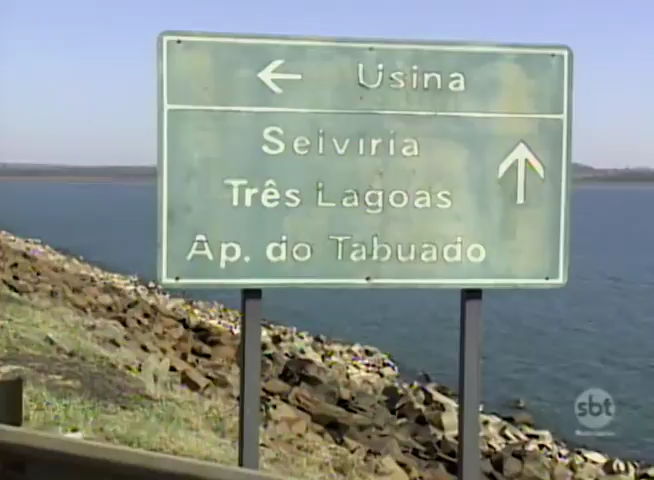 ← Usina
Seiviria
Três Lagoas
Ap. do Tabuado
sbt